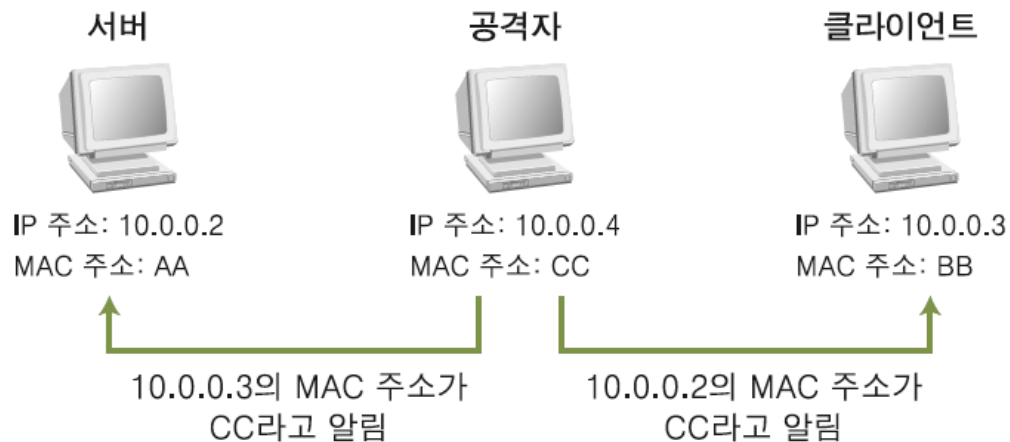 서버
공격자
클라이언트
IP 주소: 10.0.0.2
MAC 주소: AA
IP 주소: 10.0.0.4
MAC 주소: CC
IP 주소: 10.0.0.3
MAC 주소: BB
10.0.0.3의 MAC 주소가
CC라고 알림
10.0.0.2의 MAC 주소가
CC라고 알림